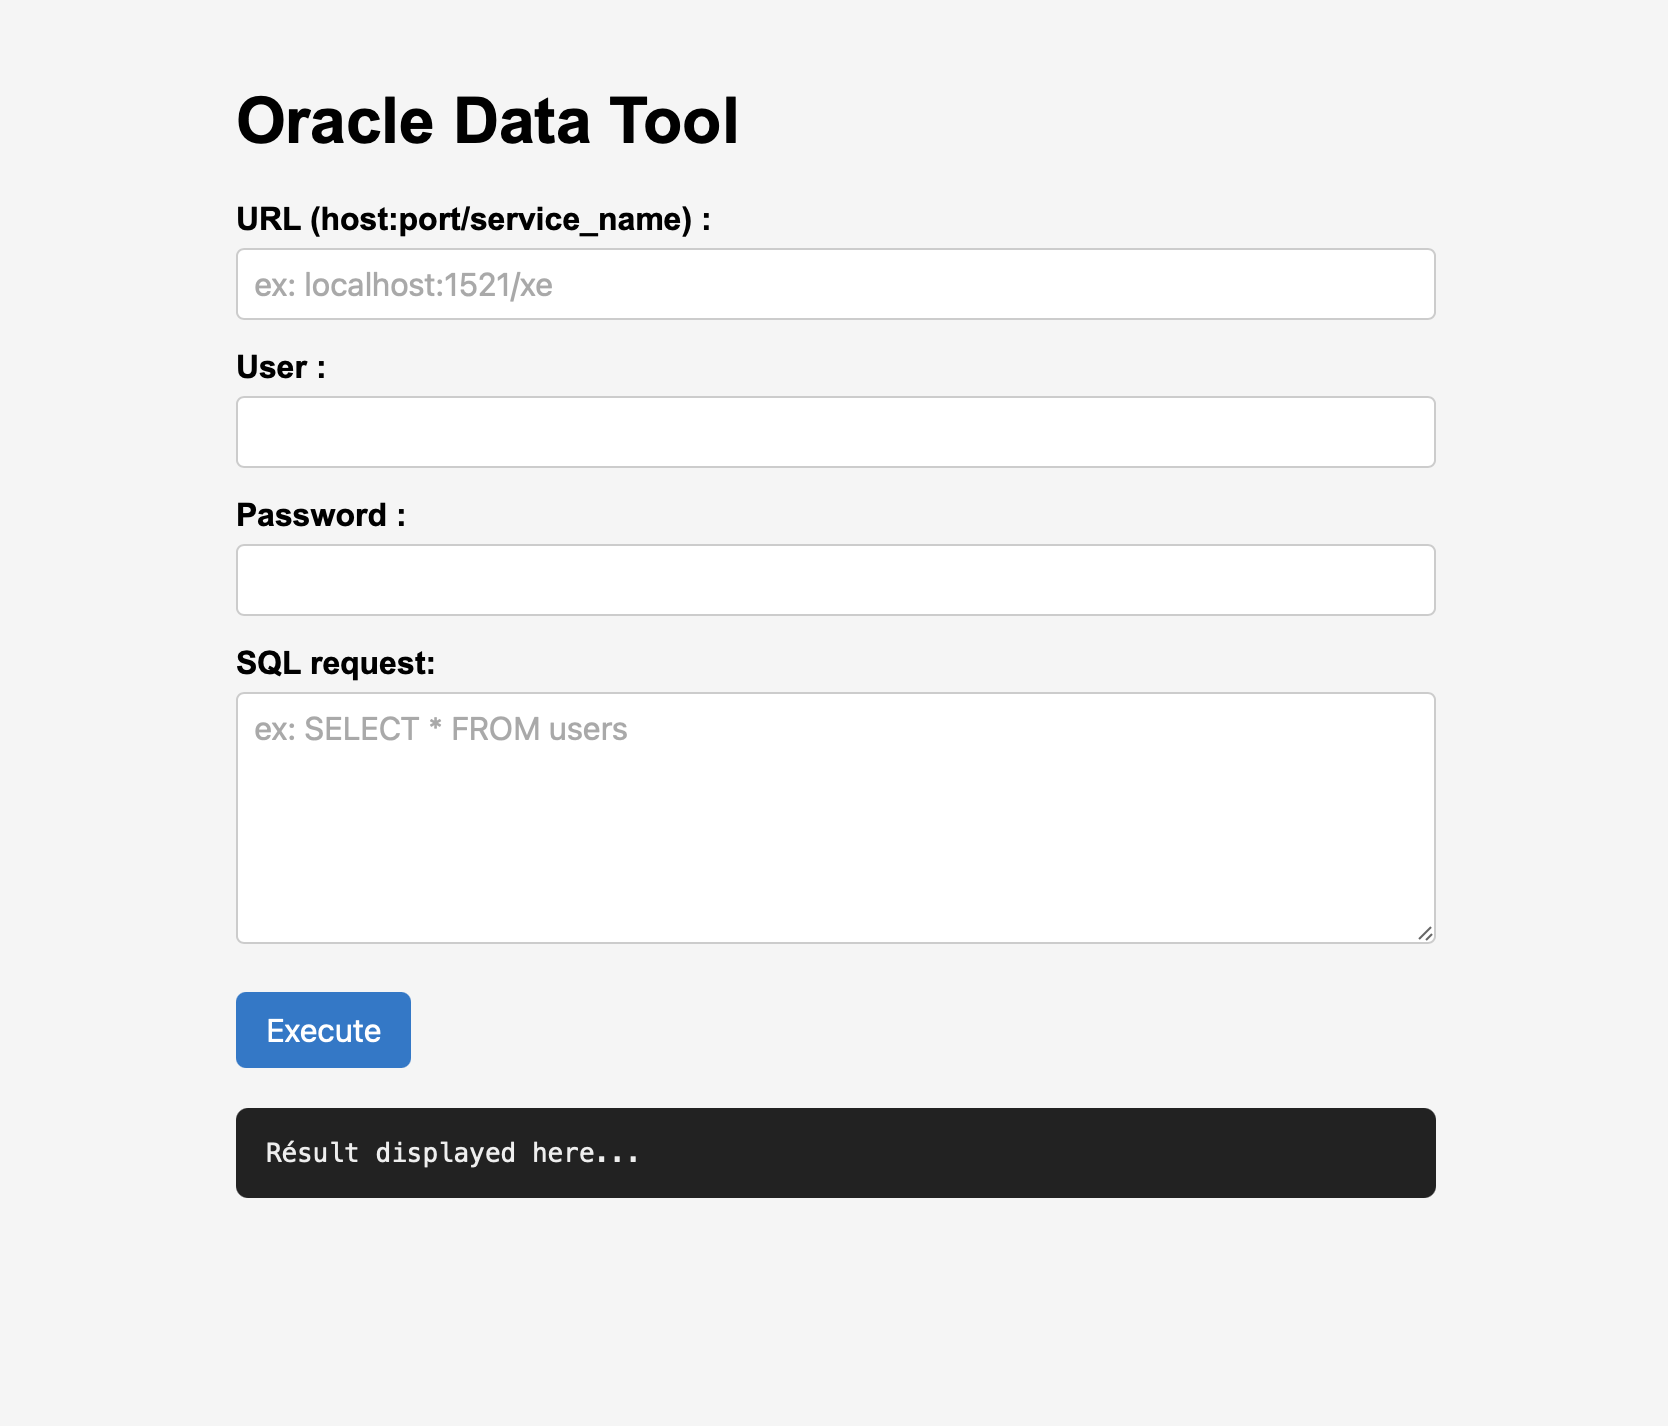 Oracle Data Tool
URL (host:port/service_name) :
ex: localhost:1521/xe
User :
Password :
SQL request:
ex: SELECT * FROM users
Execute
Résult displayed here...